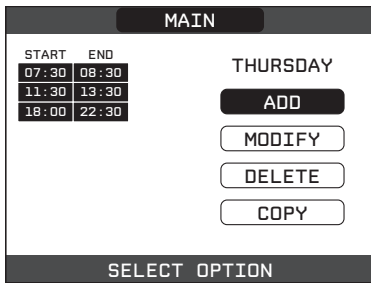 MAIN
START END
07:30 08:30
11:30 13:30
18:00 22:30
THURSDAY
ADD
MODIFY
DELETE
COPY
SELECT OPTION